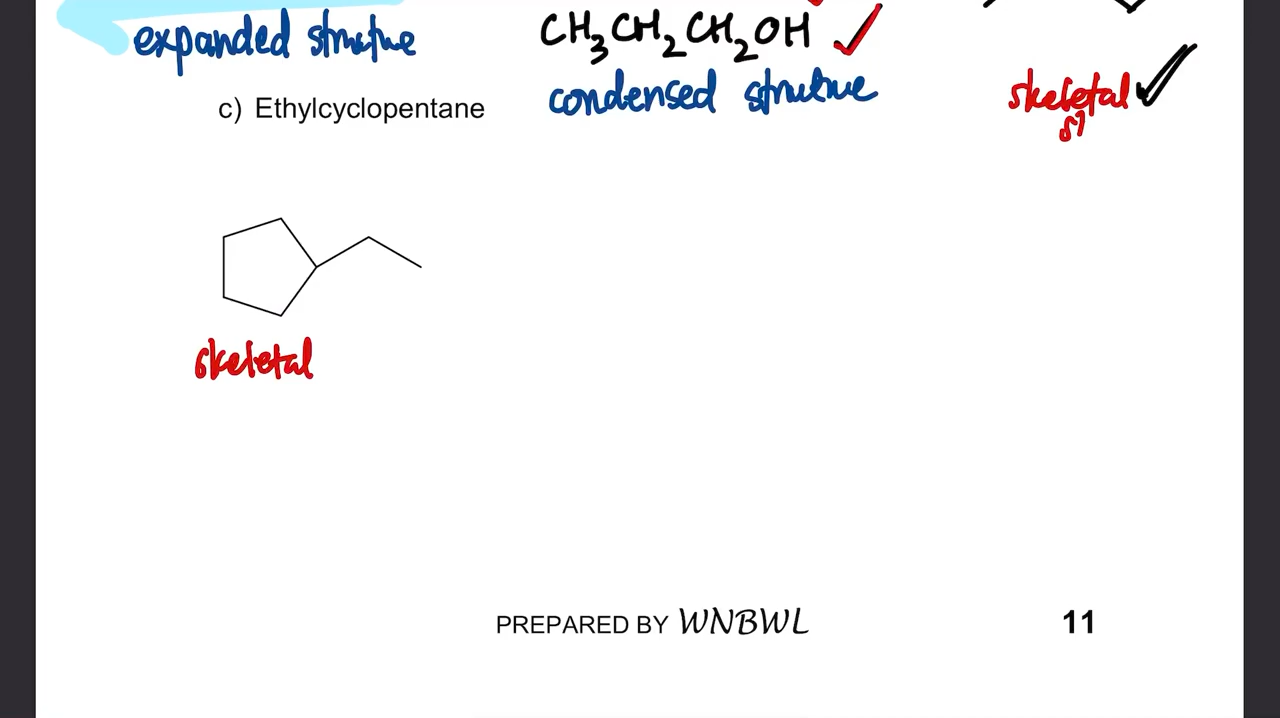 expanded structure
CH3CH2CH2OH
condensed structure
skeletal
c) Ethylcyclopentane
skeletal
PREPARED BY WNBWL
11